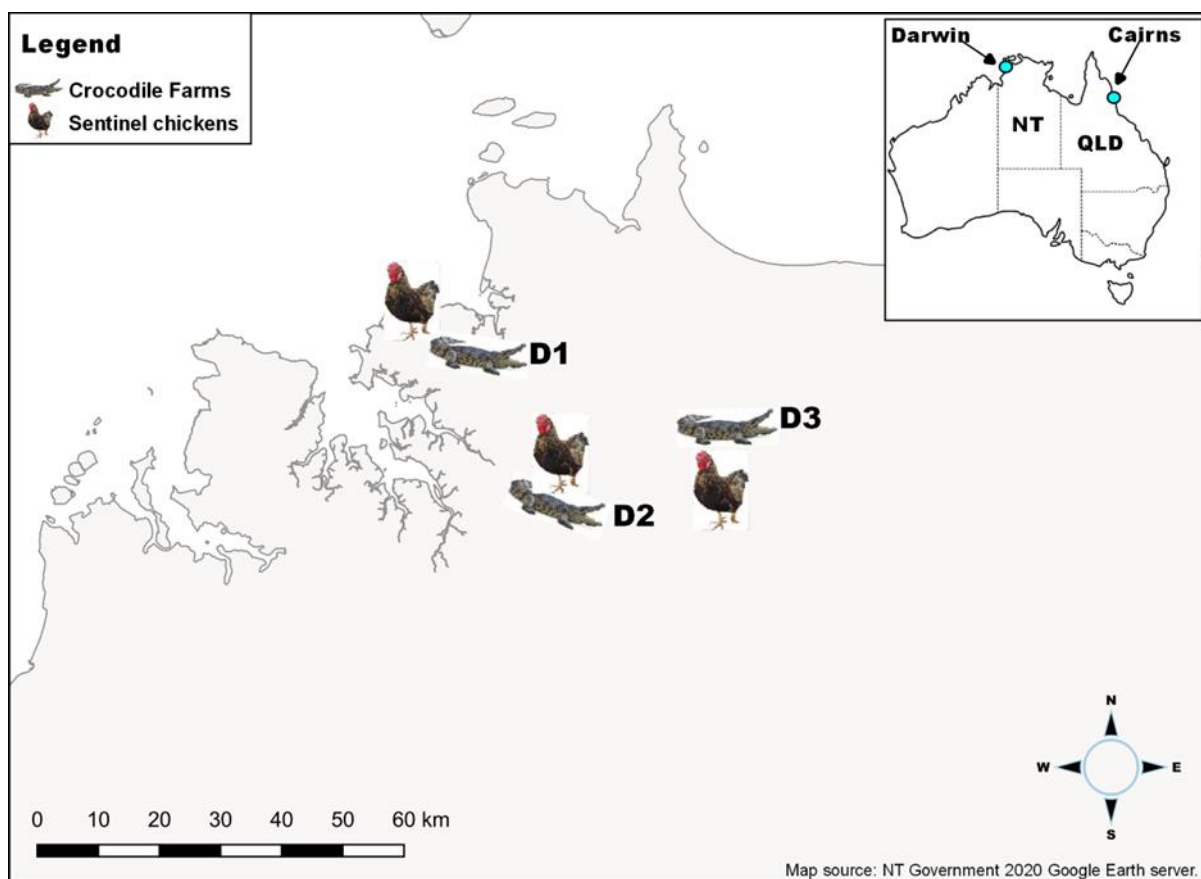 Legend
Crocodile Farms
Sentinel chickens
Darwin
Cairns
NT
QLD
D1
D3
D2
N
W
E
S
0 10 20 30 40 50 60 km
Map source: NT Government 2020 Google Earth server.